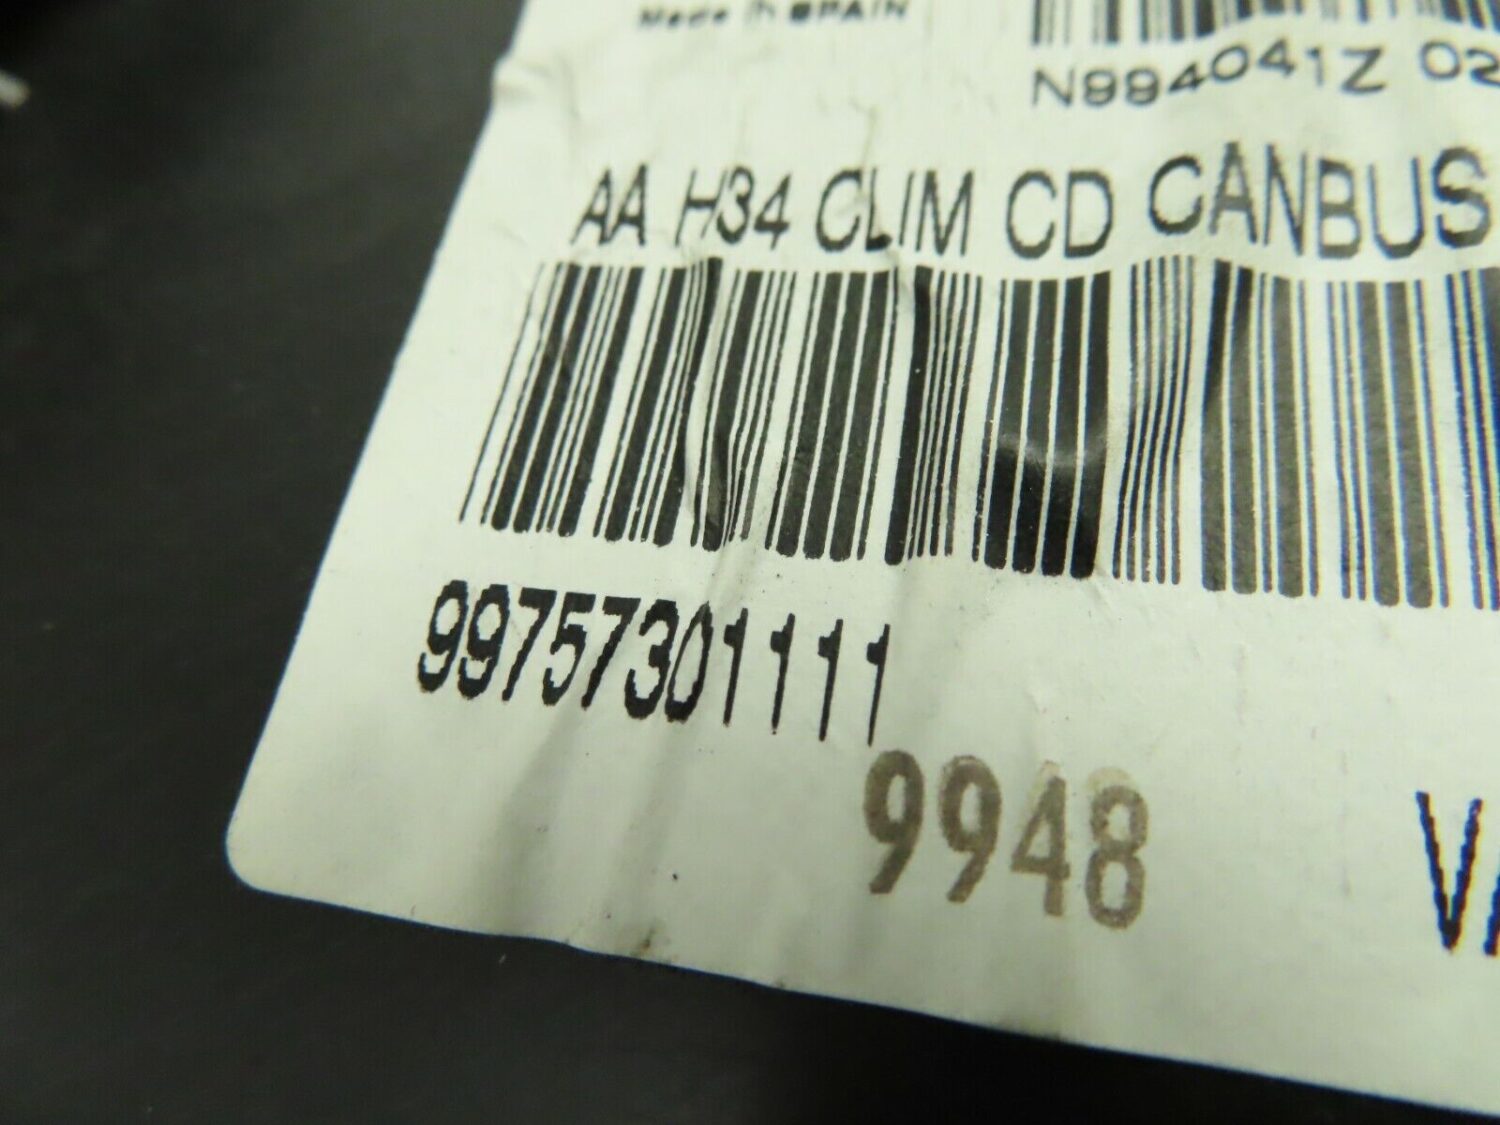 Made in SPAIN
N994041Z 02
AA H34 CLIM CD CANBUS
99757301111
9948